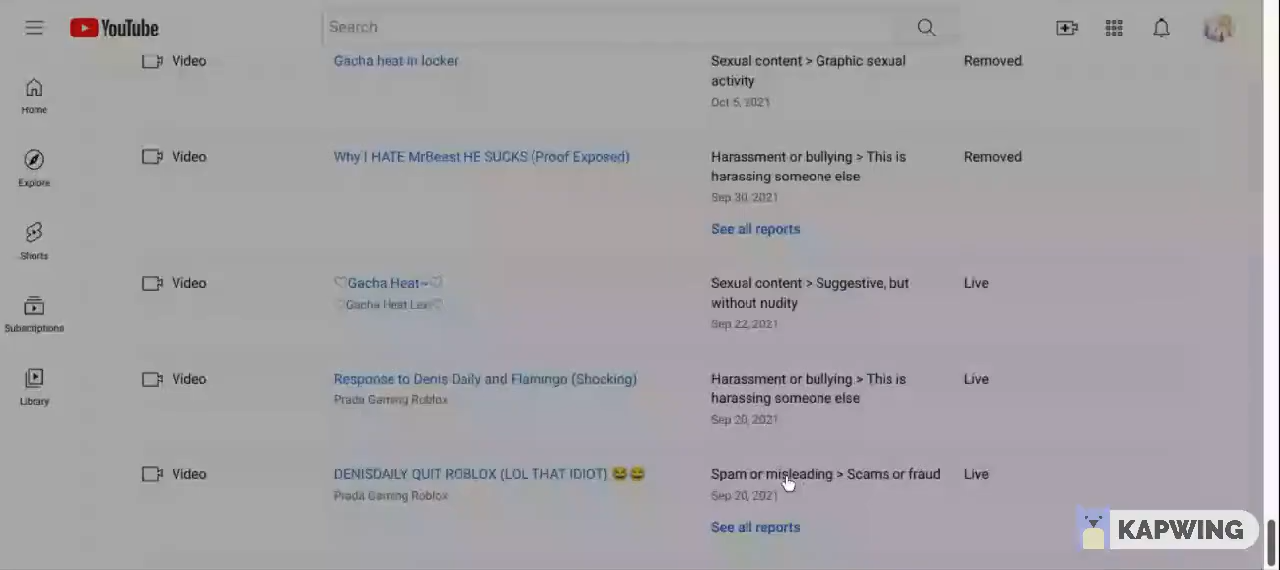 YouTube
Search
Home
Explore
Shorts
Subscriptions
Library
Video
Gacha heat in locker
Sexual content > Graphic sexual
activity
Oct 5, 2021
Removed
Video
Why I HATE MrBeast HE SUCKS (Proof Exposed)
Harassment or bullying > This is
harassing someone else
Sep 30, 2021
See all reports
Removed
Video
♡Gacha Heat~♡
♡Gacha Heat Lexi♡
Sexual content > Suggestive, but
without nudity
Sep 22, 2021
Live
Video
Response to Denis Daily and Flamingo (Shocking)
Prada Gaming Roblox
Harassment or bullying > This is
harassing someone else
Sep 20, 2021
Live
Video
DENISDAILY QUIT ROBLOX (LOL THAT IDIOT) 😂😂
Prada Gaming Roblox
Spam or misleading > Scams or fraud
Sep 20, 2021
See all reports
Live
KAPWING